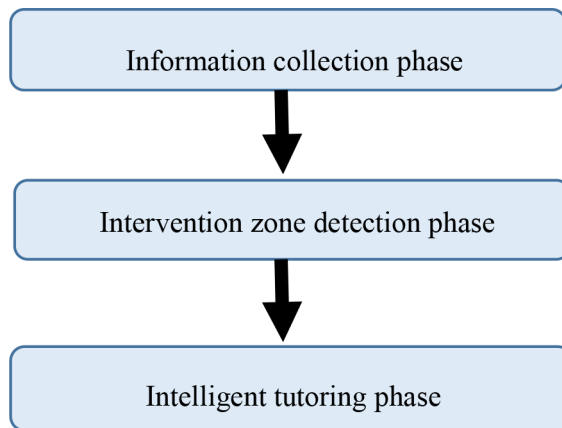 Information collection phase
Intervention zone detection phase
Intelligent tutoring phase